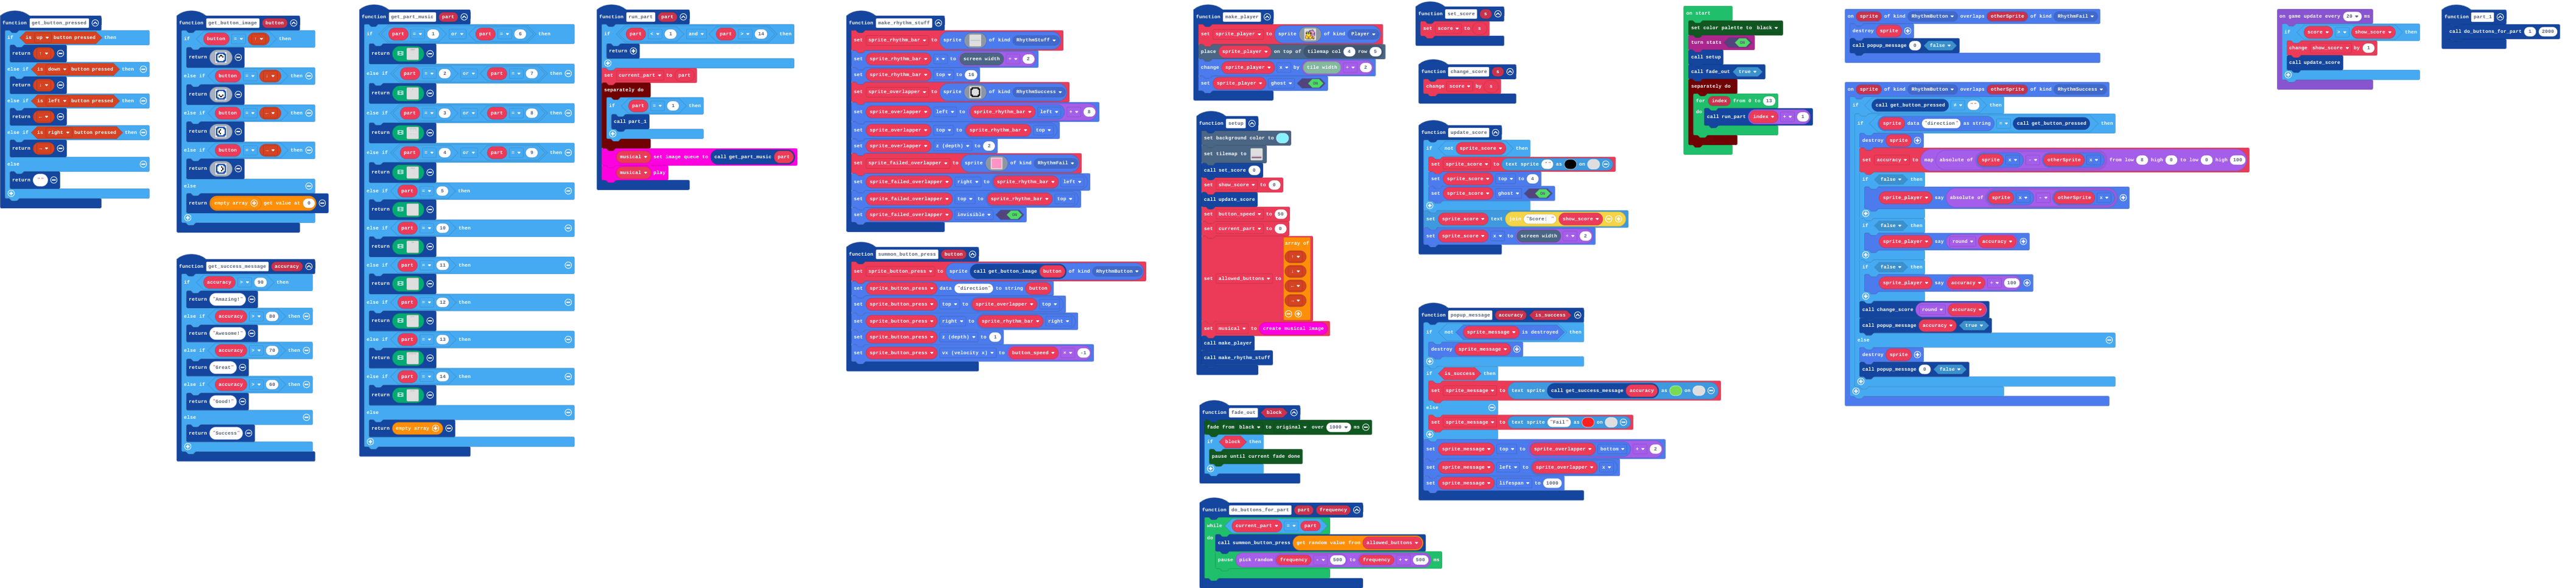 function get_button_pressed
if is up button pressed then
return
else if is down button pressed then
return
else if is left button pressed then
return
else if is right button pressed then
return
else
return " "
function get_button_image button
if button = then
return
else if button = then
return
else if button = then
return
else if button = then
return
else
return empty array get value at 0
function get_success_message accuracy
if accuracy > 99 then
return "Amazing!"
else if accuracy > 80 then
return "Awesome!"
else if accuracy > 70 then
return "Great"
else if accuracy > 60 then
return "Good!"
else
return "Success"
function get_part_music part
if part = 1 or part = 6 then
return
else if part = 2 or part = 7 then
return
else if part = 3 or part = 8 then
return
else if part = 4 or part = 9 then
return
else if part = 5 then
return
else if part = 10 then
return
else if part = 11 then
return
else if part = 12 then
return
else if part = 13 then
return
else if part = 14 then
return
else
return empty array
function run_part part
if part < 1 and part > 14 then
return
set current_part to part
separately do
if part = 1 then
call part_1
musical set image queue to call get_part_music part
musical play
function make_rhythm_stuff
set sprite_rhythm_bar to sprite of kind RhythmStuff
set sprite_rhythm_bar x to screen width ÷ 2
set sprite_rhythm_bar top to 16
set sprite_overlapper to sprite of kind RhythmSuccess
set sprite_overlapper left to sprite_rhythm_bar left + 8
set sprite_overlapper top to sprite_rhythm_bar top
set sprite_overlapper z (depth) to 2
set sprite_failed_overlapper to sprite of kind RhythmFail
set sprite_failed_overlapper right to sprite_rhythm_bar left
set sprite_failed_overlapper top to sprite_rhythm_bar top
set sprite_failed_overlapper invisible ON
function summon_button_press button
set sprite_button_press to sprite call get_button_image button of kind RhythmButton
set sprite_button_press data "direction" to string button
set sprite_button_press top to sprite_overlapper top
set sprite_button_press right to sprite_rhythm_bar right
set sprite_button_press z (depth) to 1
set sprite_button_press vx (velocity x) to button_speed × -1
function make_player
set sprite_player to sprite of kind Player
place sprite_player on top of tilemap col 4 row 5
change sprite_player x by tile width ÷ 2
set sprite_player ghost ON
function setup
set background color to
set tilemap to
call set_score 0
set show_score to 0
call update_score
set button_speed to 50
set current_part to 0
set allowed_buttons to array of
set musical to create musical image
call make_player
call make_rhythm_stuff
function fade_out block
fade from black to original over 1000 ms
if block then
pause until current fade done
function do_buttons_for_part part frequency
while current_part = part
do
call summon_button_press get random value from allowed_buttons
pause pick random frequency - 500 to frequency + 500 ms
function set_score s
set score to s
function change_score s
change score by s
function update_score
if not sprite_score then
set sprite_score to text sprite " " as on
set sprite_score top to 4
set sprite_score ghost ON
set sprite_score text join "Score: " show_score
set sprite_score x to screen width ÷ 2
function popup_message accuracy is_success
if not sprite_message is destroyed then
destroy sprite_message
if is_success then
set sprite_message to text sprite call get_success_message accuracy as on
else
set sprite_message to text sprite "Fail" as on
set sprite_message top to sprite_overlapper bottom + 2
set sprite_message left to sprite_overlapper x
set sprite_message lifespan to 1000
on start
set color palette to black
turn stats ON
call setup
call fade_out true
separately do
for index from 0 to 13
do call run_part index + 1
on sprite of kind RhythmButton overlaps otherSprite of kind RhythmFail
destroy sprite
call popup_message 0 false
on sprite of kind RhythmButton overlaps otherSprite of kind RhythmSuccess
if call get_button_pressed ≠ " " then
if sprite data "direction" as string = call get_button_pressed then
destroy sprite
set accuracy to map absolute of sprite x - otherSprite x from low 4 high 0 to low 0 high 100
if false then
sprite_player say absolute of sprite x - otherSprite x
if false then
sprite_player say round accuracy
if false then
sprite_player say accuracy > 100
call change_score round accuracy
call popup_message accuracy true
else
destroy sprite
call popup_message 0 false
on game update every 20 ms
if score > show_score then
change show_score by 1
call update_score
function part_1
call do_buttons_for_part 1 2000